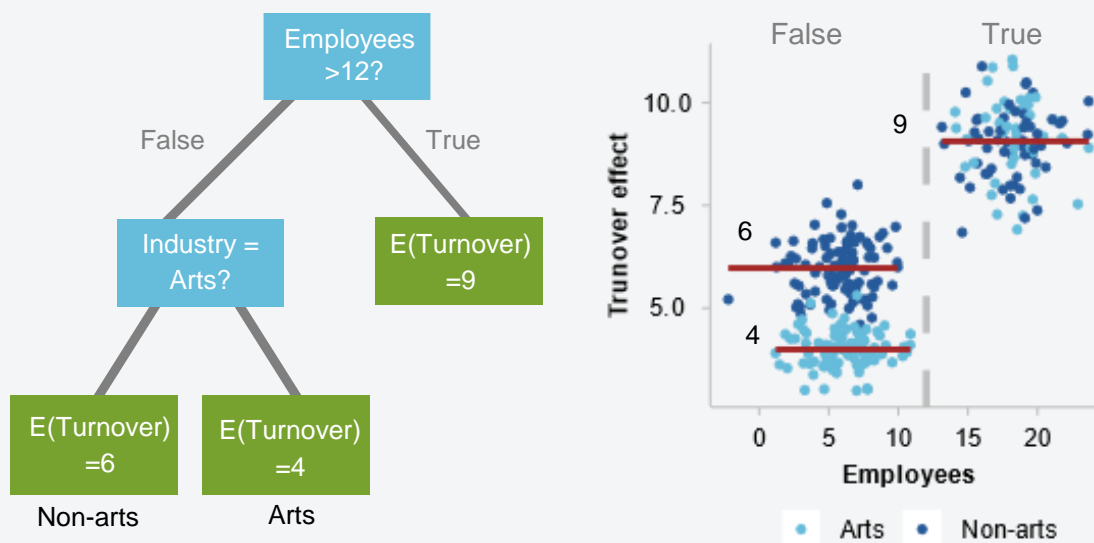 Employees
>12?
False
True
Industry =
Arts?
E(Turnover)
=9
E(Turnover)
=6
E(Turnover)
=4
Non-arts
Arts
False
True
Trunover effect
10.0
7.5
5.0
9
6
4
0
5
10
15
20
Employees
Arts
Non-arts